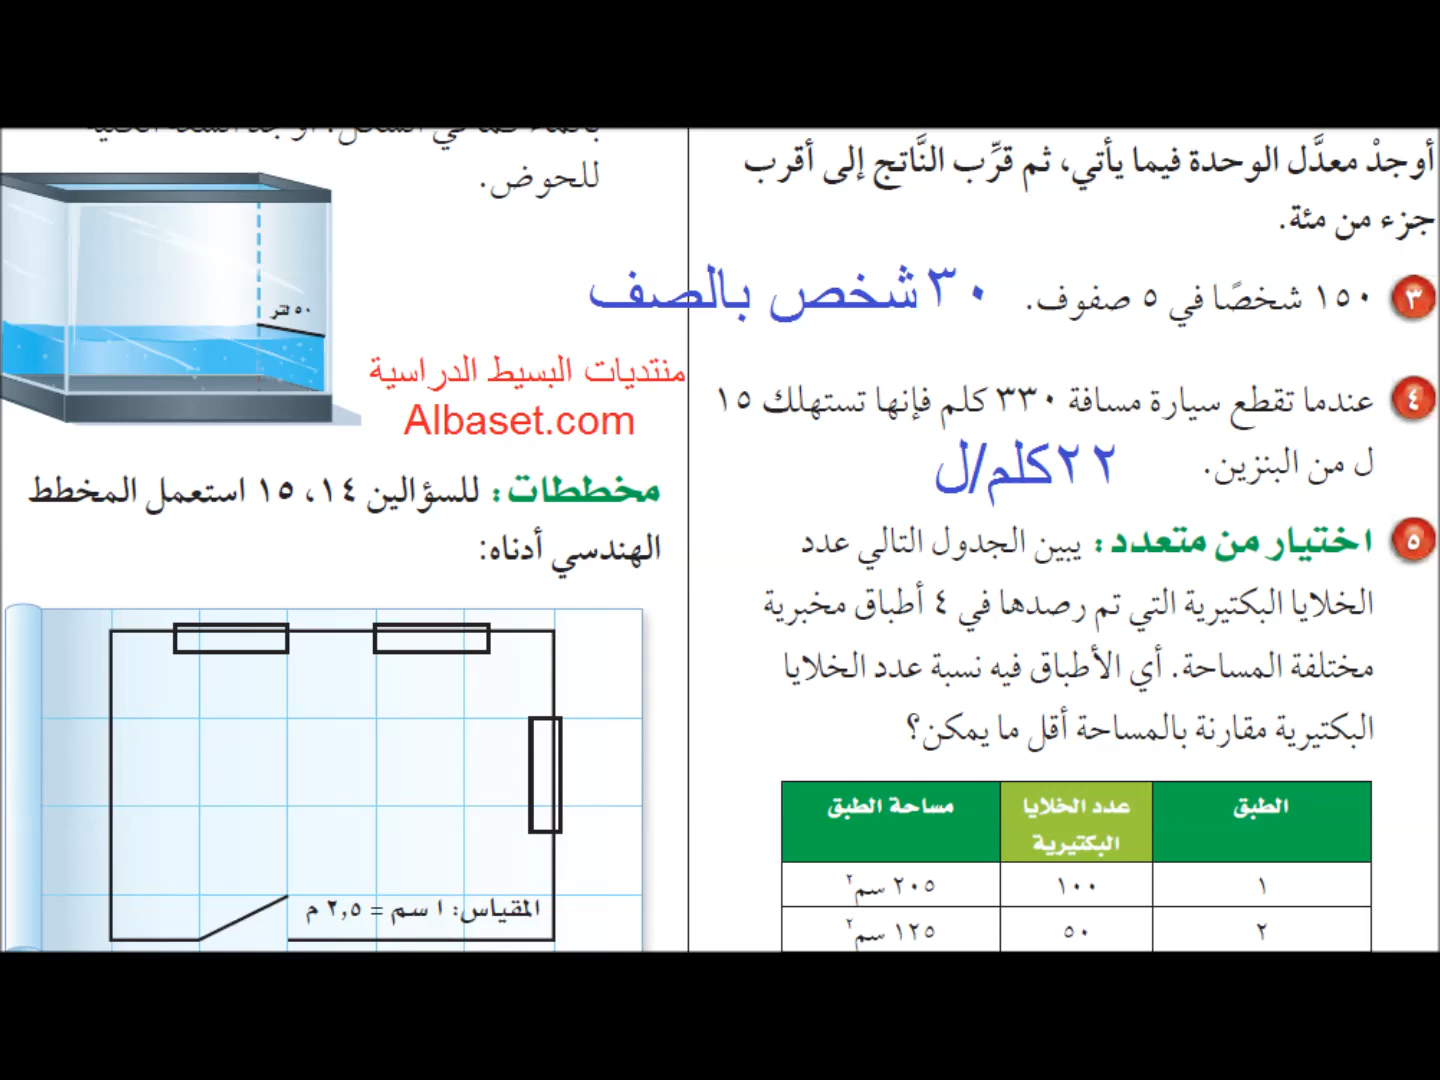 أوجدْ معدَّل الوحدة فيما يأتي، ثم قرِّب النَّاتج إلى أقرب
جزء من مئة.
٣ ١٥٠ شخصًا في ٥ صفوف.
٣٠ شخص بالصف
٤ عندما تقطع سيارة مسافة ٣٣٠ كلم فإنها تستهلك ١٥
ل من البنزين.
٢٢ كلم/ل
٥ اختيار من متعدد: يبين الجدول التالي عدد
الخلايا البكتيرية التي تم رصدها في ٤ أطباق مخبرية
مختلفة المساحة. أي الأطباق فيه نسبة عدد الخلايا
البكتيرية مقارنة بالمساحة أقل ما يمكن؟
الطبق عدد الخلايا البكتيرية مساحة الطبق
١ ١٠٠ ٢٠٥ سم٢
٢ ٥٠ ١٢٥ سم٢
للحوض.
٥٠ لتر
منتديات البسيط الدراسية
Albaset.com
مخططات: للسؤالين ١٤، ١٥ استعمل المخطط
الهندسي أدناه:
المقياس: ١ سم = ٢,٥ م